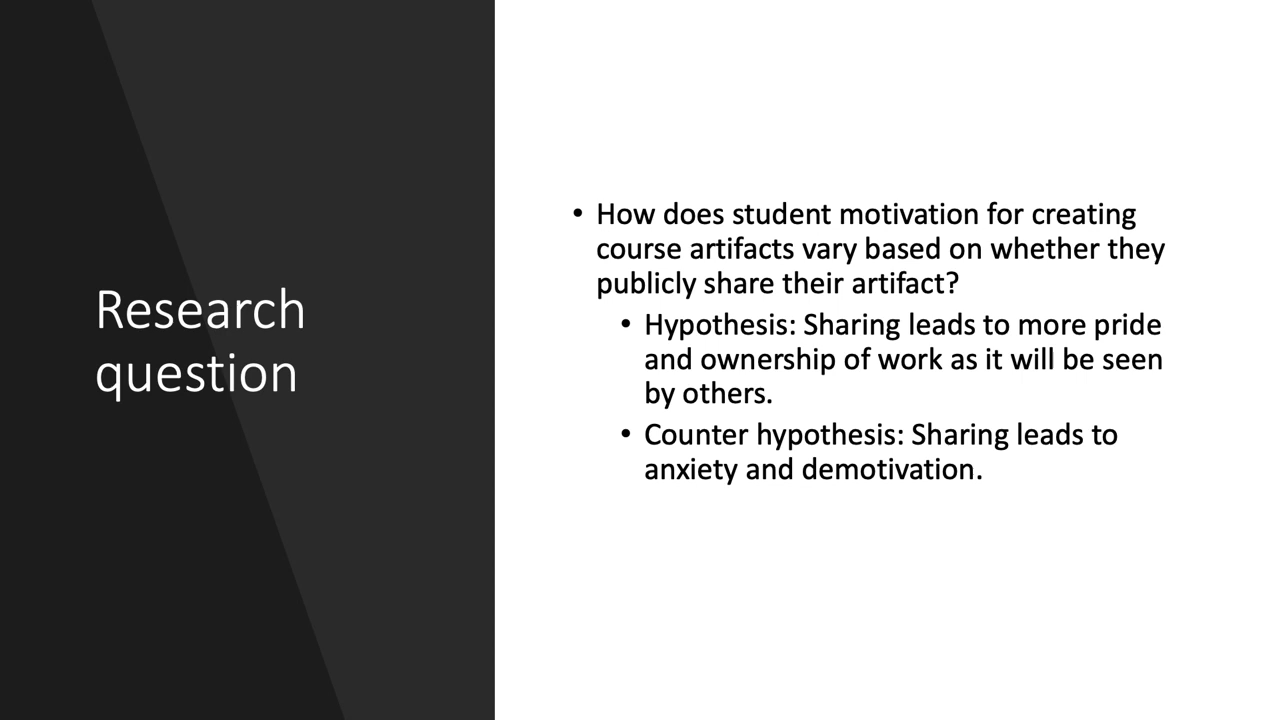 Research
question
• How does student motivation for creating
course artifacts vary based on whether they
publicly share their artifact?
• Hypothesis: Sharing leads to more pride
and ownership of work as it will be seen
by others.
• Counter hypothesis: Sharing leads to
anxiety and demotivation.